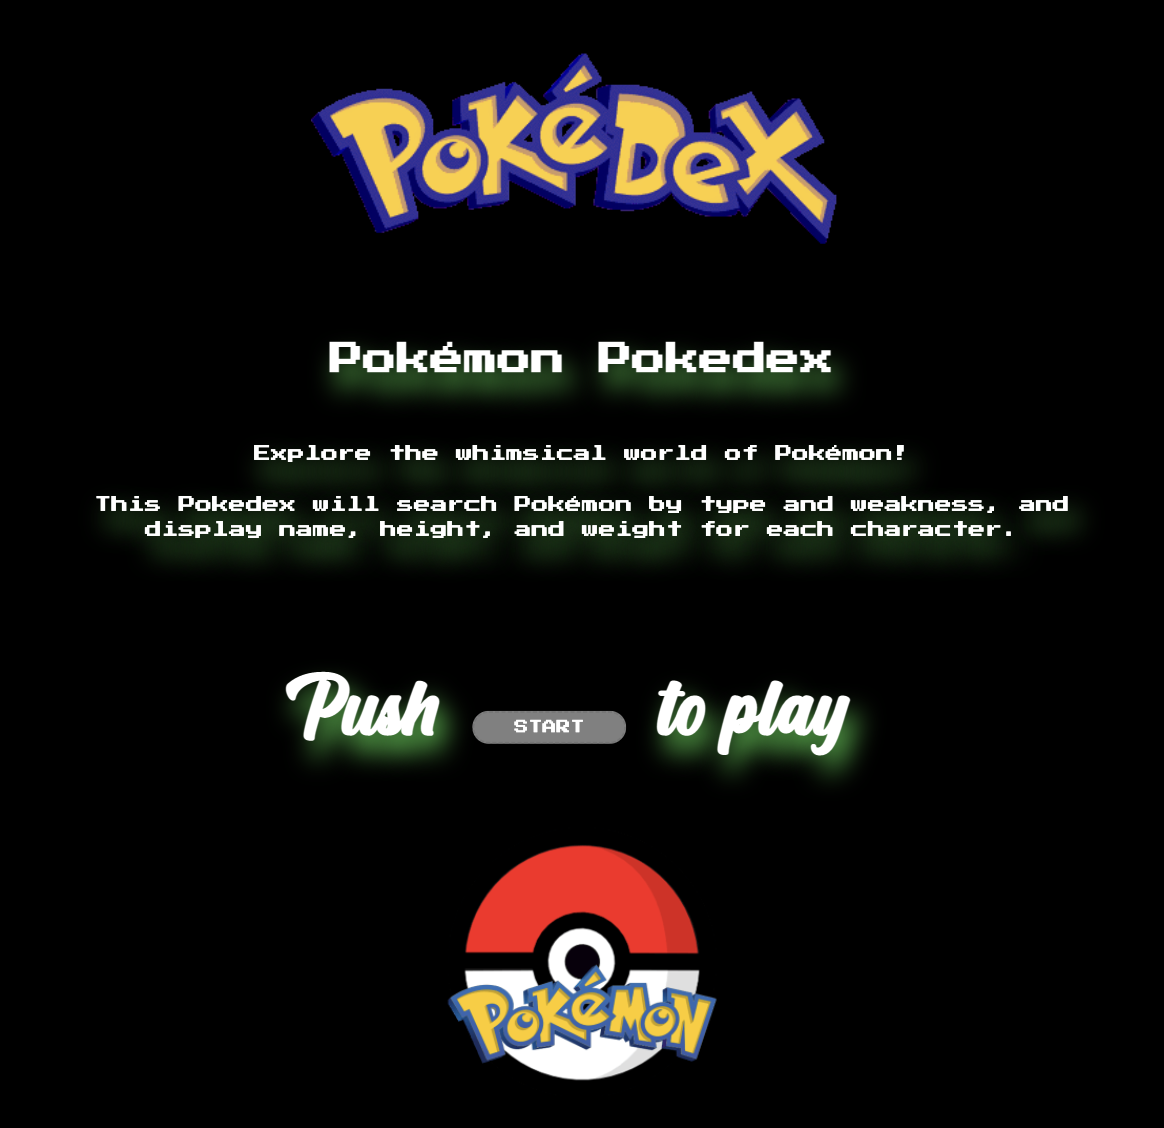 PokéDex
Pokémon Pokedex
Explore the whimsical world of Pokémon!
This Pokedex will search Pokémon by type and weakness, and
display name, height, and weight for each character.
Push START to play
Pokémon